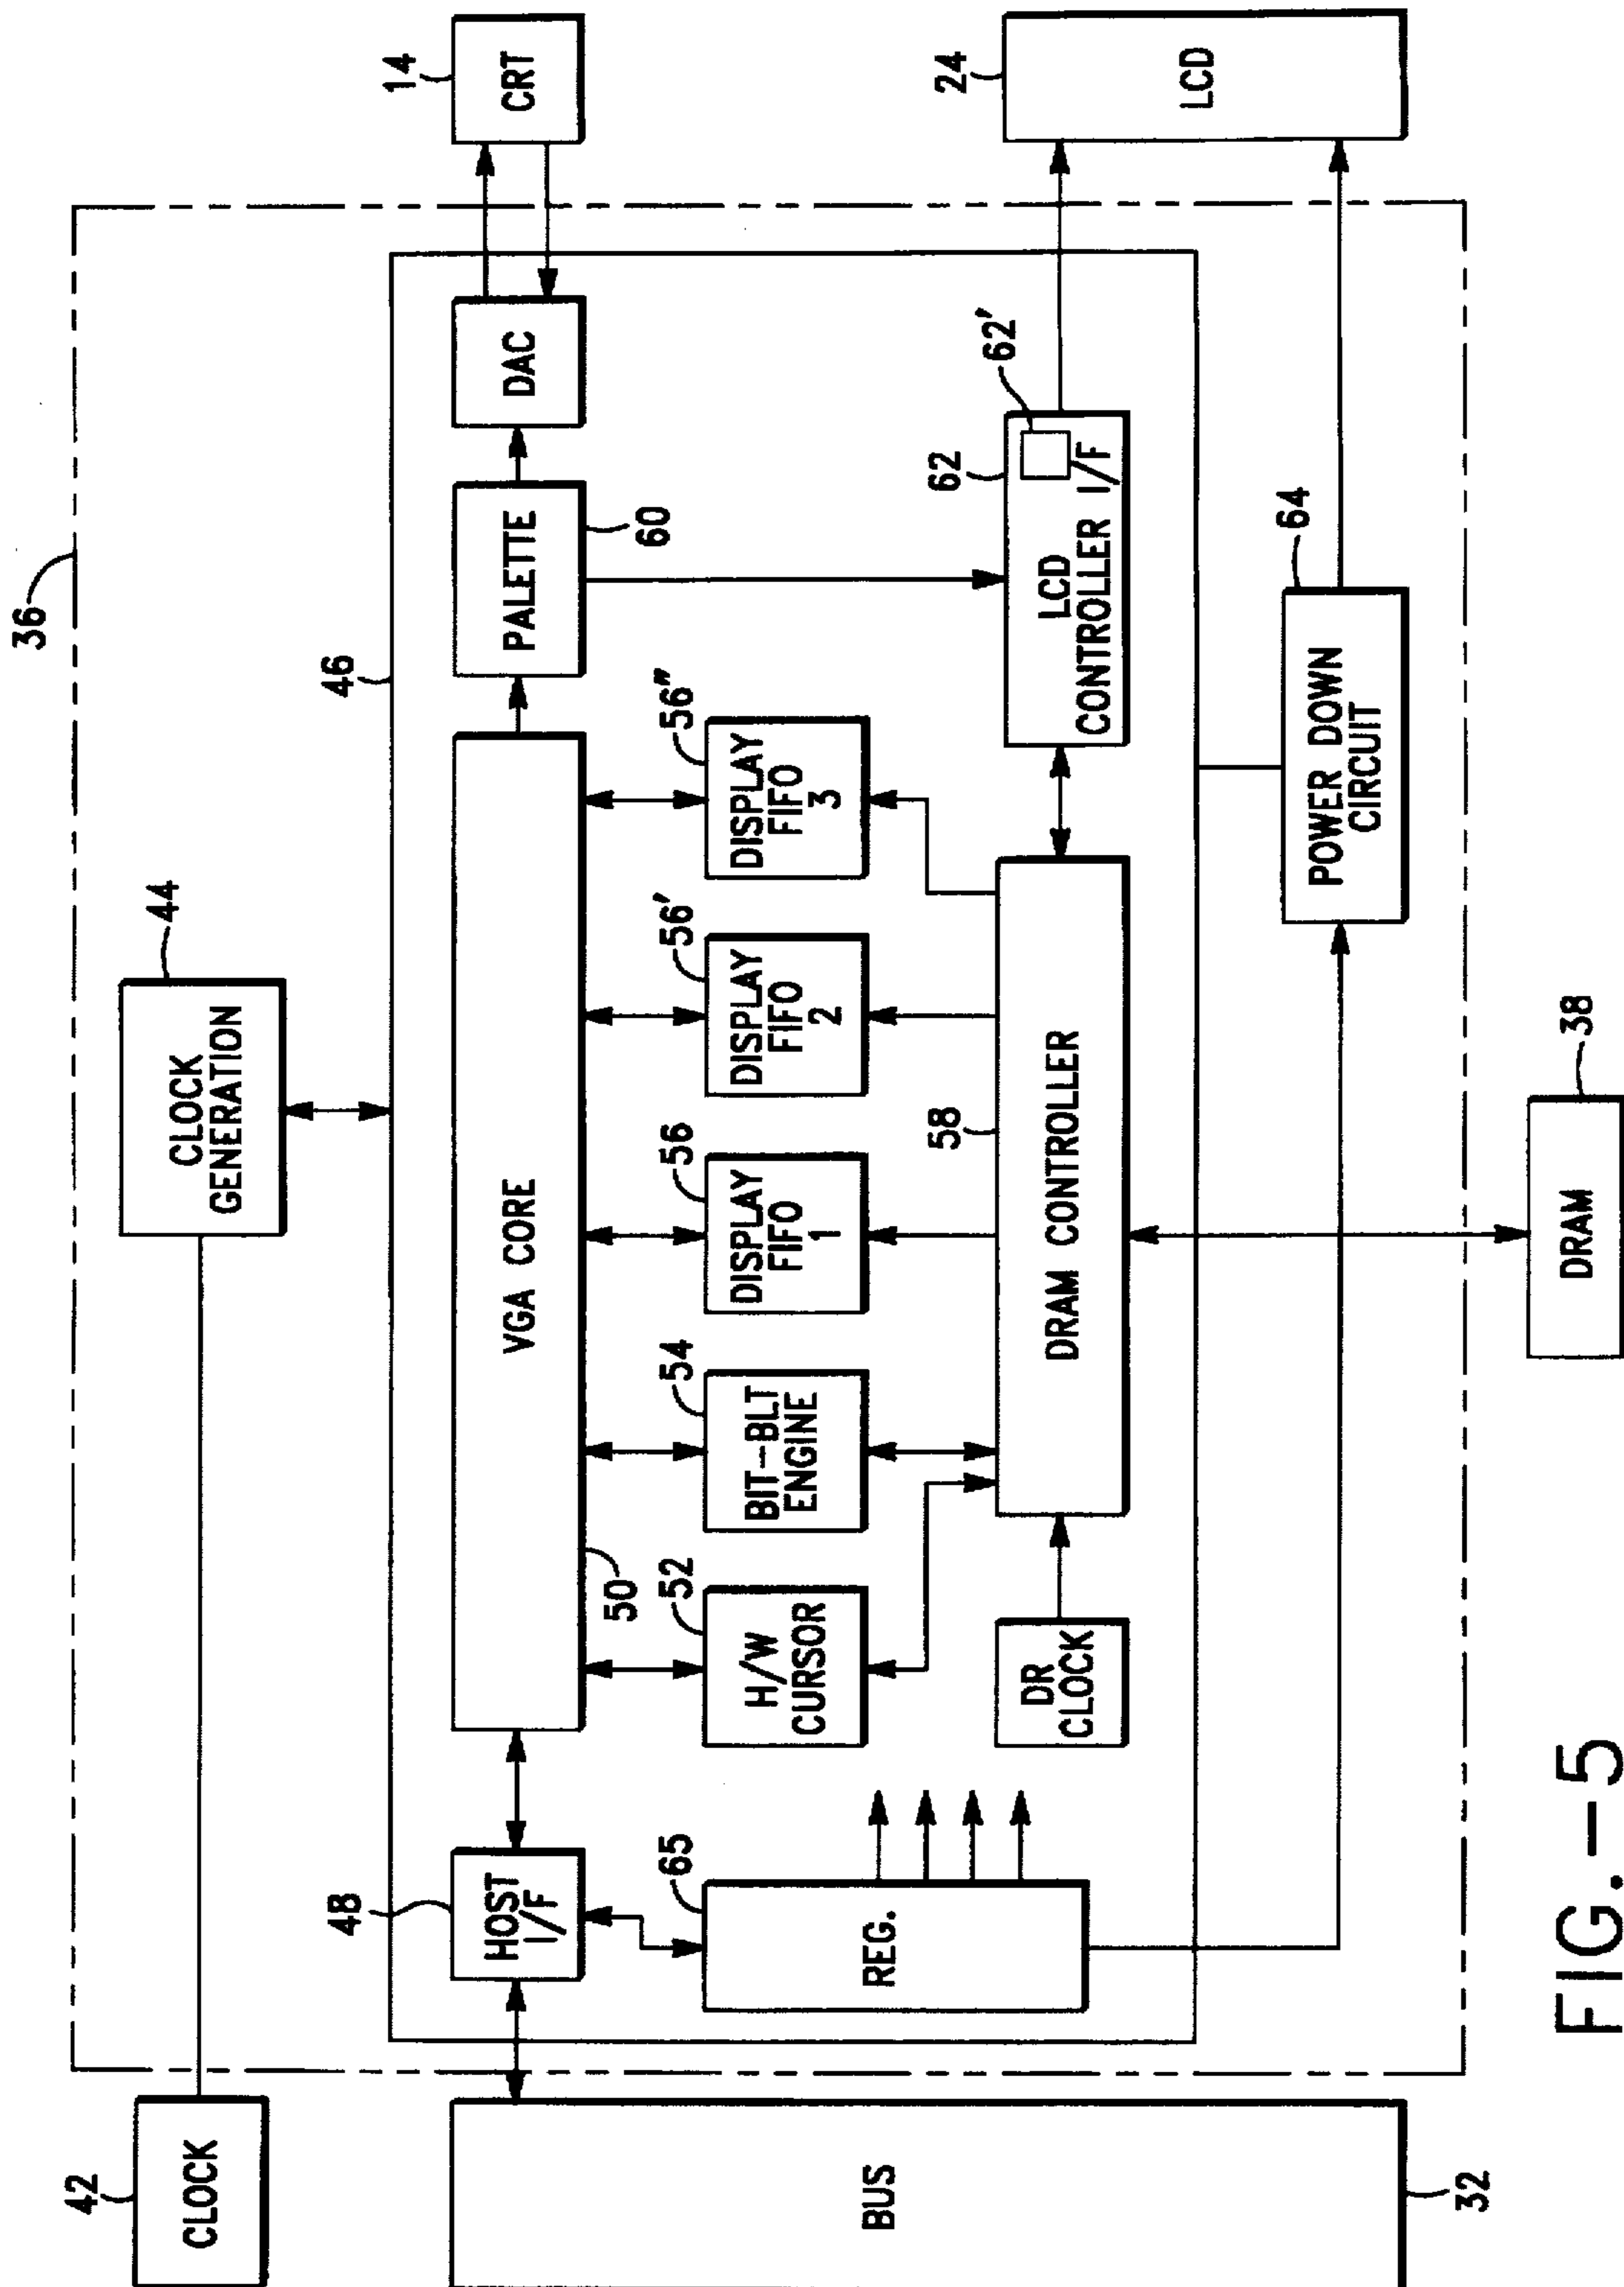 36
42
CLOCK
44
CLOCK
GENERATION
46
14
CRT
48
HOST
I/F
VGA CORE
50
PALETTE
60
DAC
52
H/W
CURSOR
54
BIT-BLT
ENGINE
56
DISPLAY
FIFO
1
56'
DISPLAY
FIFO
2
56"
DISPLAY
FIFO
3
65
REG.
DR
CLOCK
58
DRAM CONTROLLER
62
62'
LCD
CONTROLLER I/F
24
LCD
64
POWER DOWN
CIRCUIT
BUS
32
DRAM
38
FIG.-5